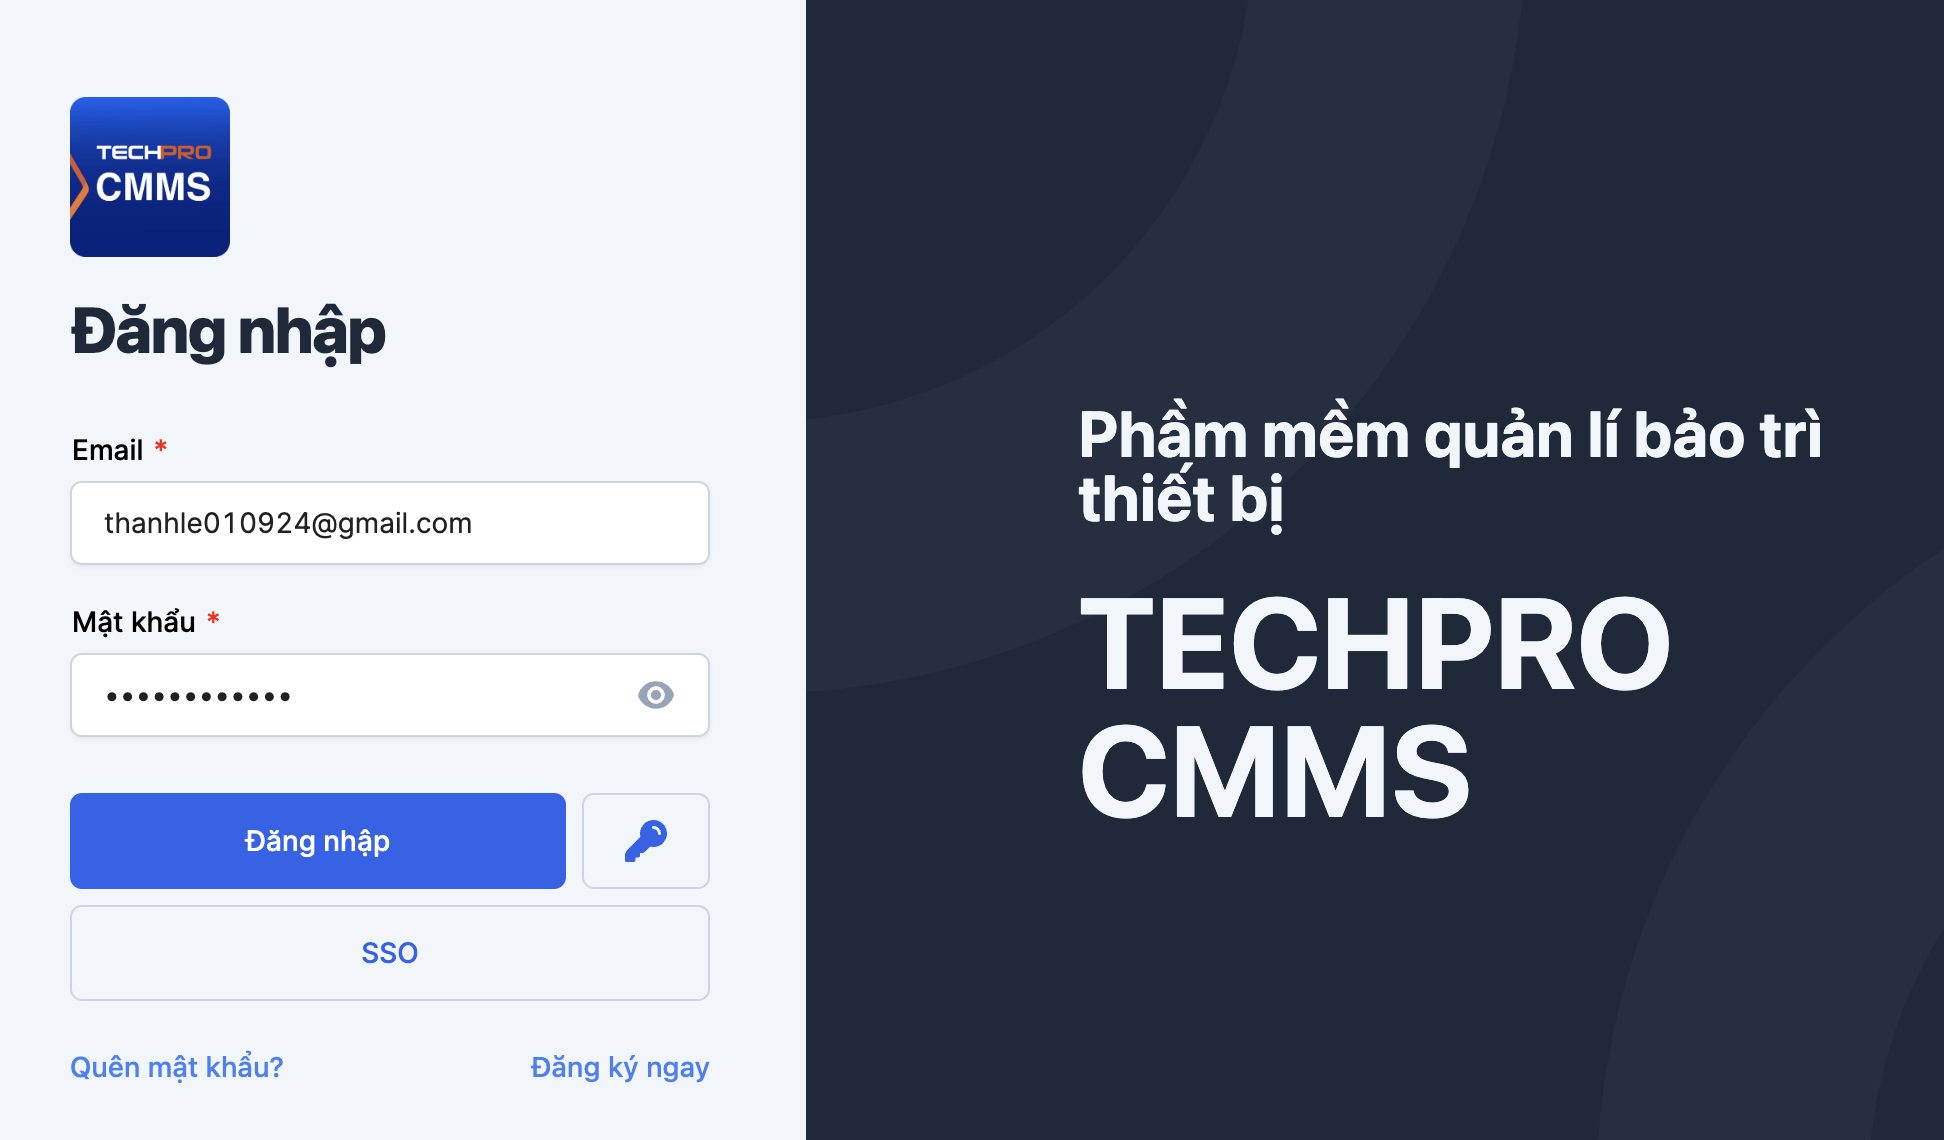 TECHPRO
CMMS
Đăng nhập
Email *
thanhle010924@gmail.com
Mật khẩu *
••••••••••••
Đăng nhập
SSO
Quên mật khẩu?
Đăng ký ngay
Phầm mềm quản lí bảo trì
thiết bị
TECHPRO
CMMS